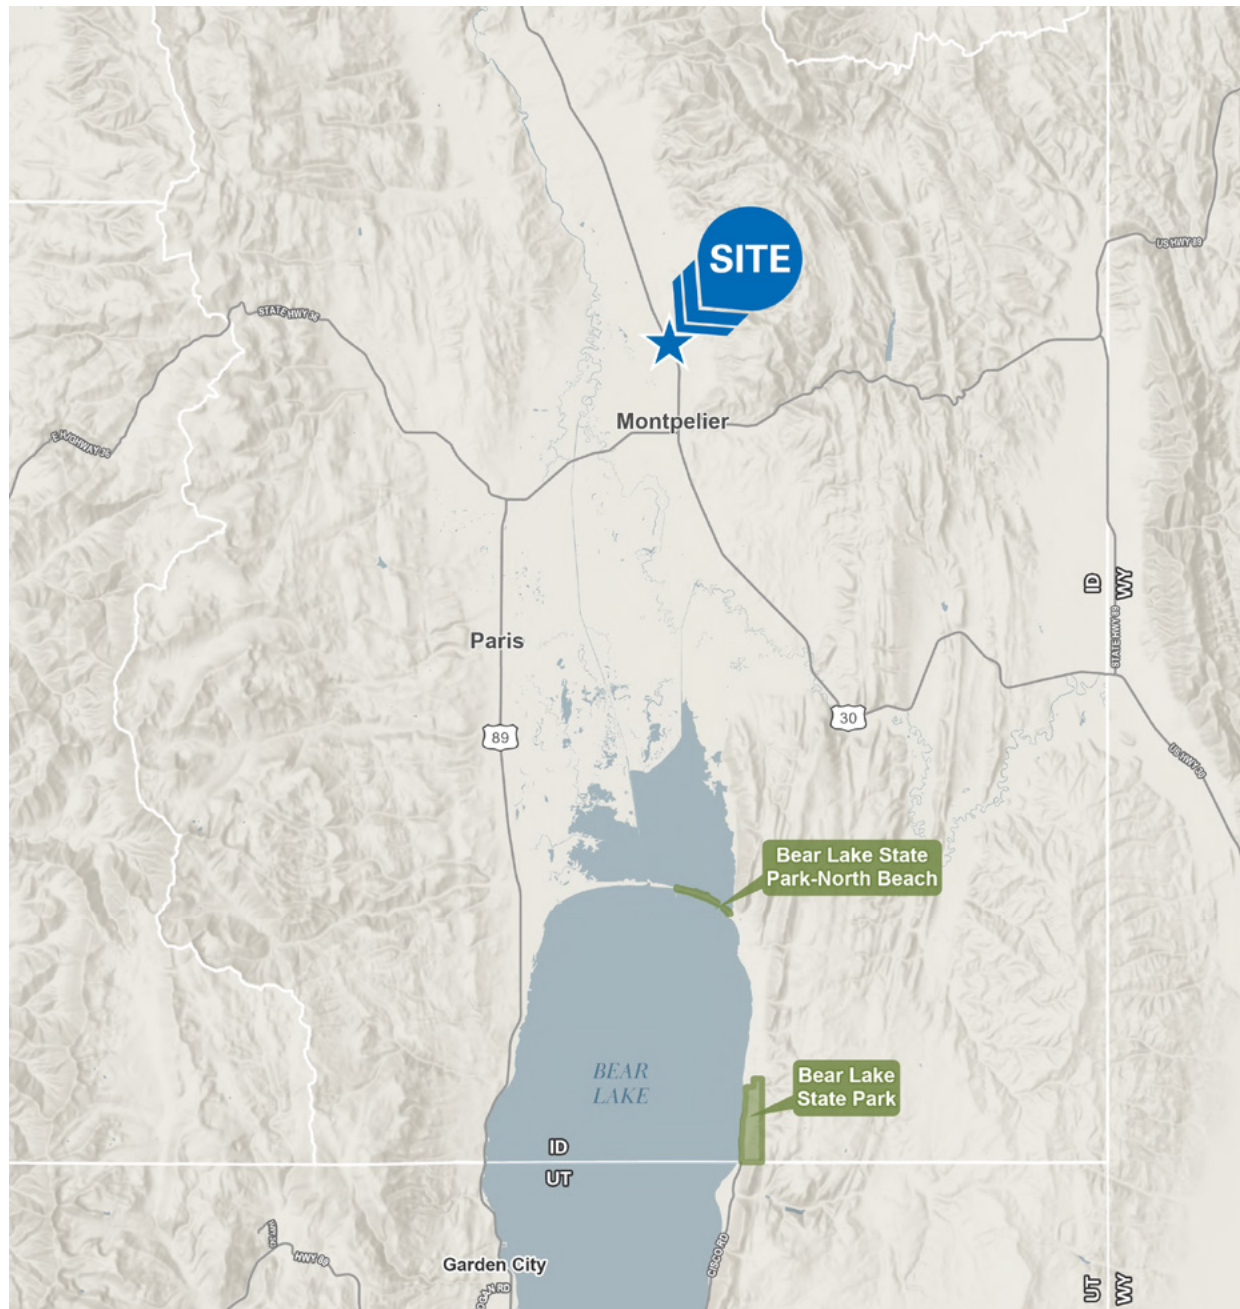 US HWY 89
SITE
STATE HWY 36
Montpelier
E HIGHWAY 36
ID
WY
STATE HWY 89
Paris
89
30
US HWY 30
Bear Lake State
Park-North Beach
BEAR
LAKE
Bear Lake
State Park
ID
UT
HWY 89
CISCO RD
Garden City
UT
WY